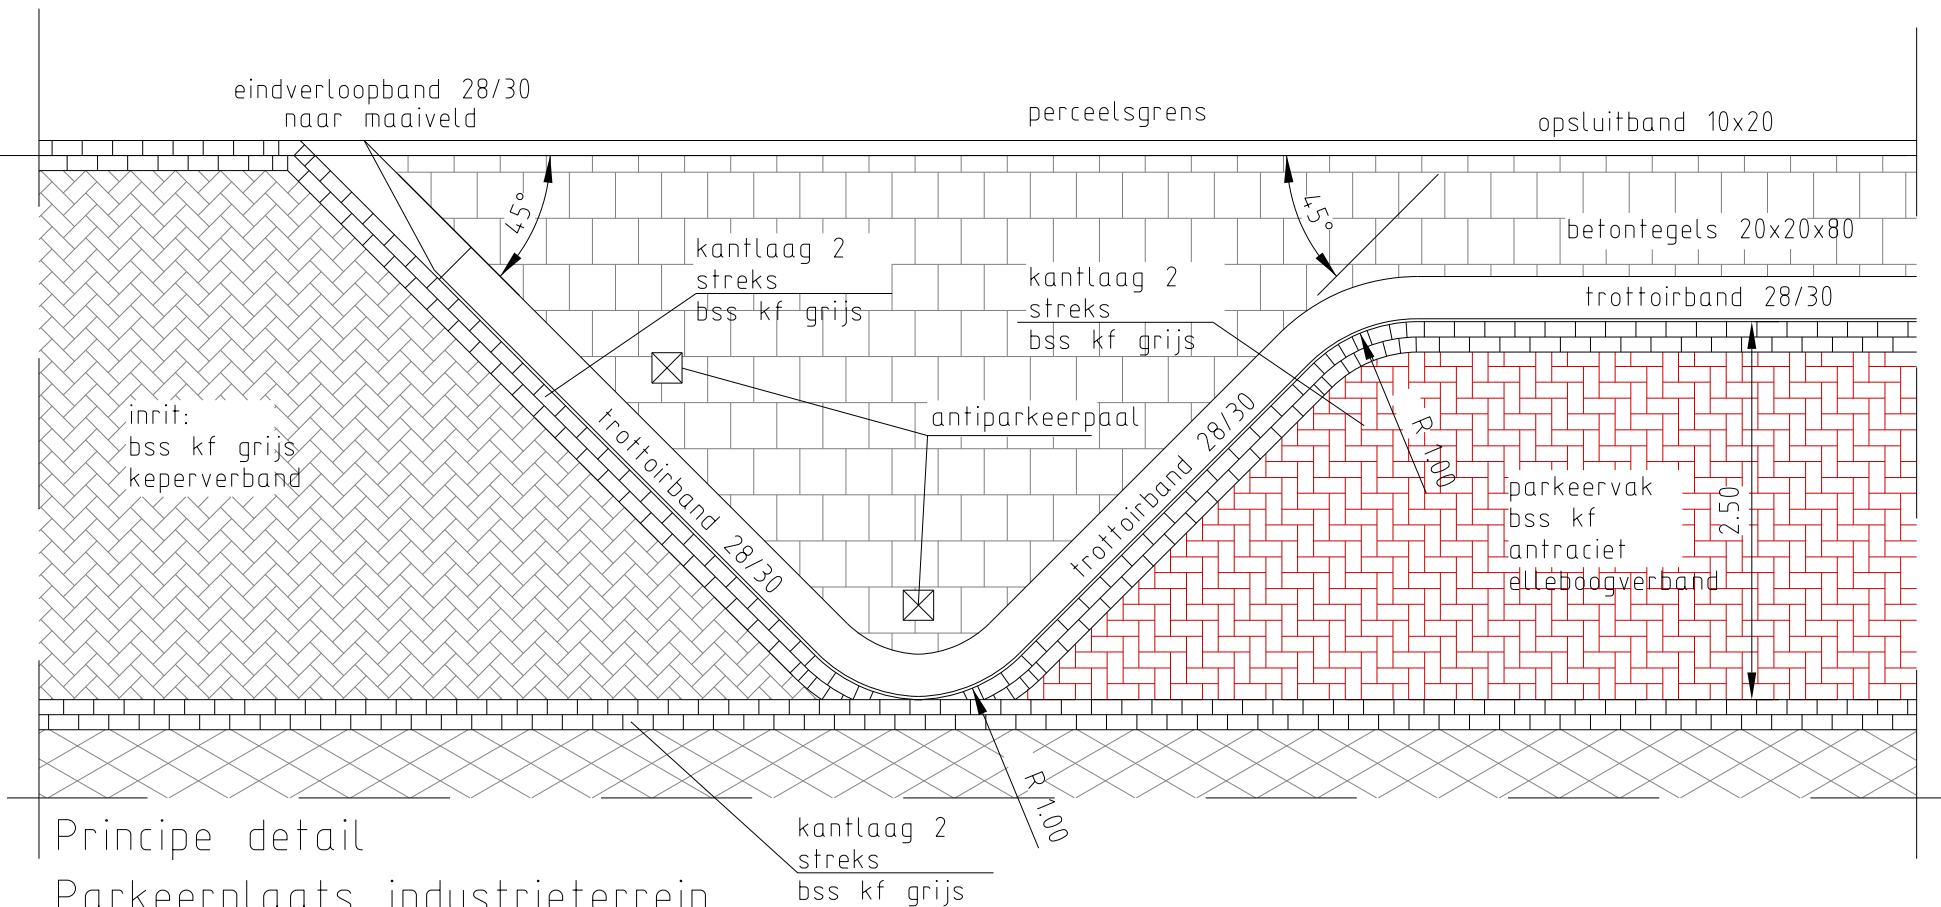 eindverloopband 28/30
naar maaiveld
perceelsgrens
opsluitband 10x20
45°
45°
betontegels 20x20x80
kantlaag 2
streks
bss kf grijs
kantlaag 2
streks
bss kf grijs
trottoirband 28/30
antiparkeerpaal
inrit:
bss kf grijs
keperverband
trottoirband 28/30
trottoirband 28/30
R 1.00
parkeervak
bss kf
antraciet
elleboogverband
2.50
R 1.00
kantlaag 2
streks
bss kf grijs
Principe detail
Parkeerplaats industrieterrein